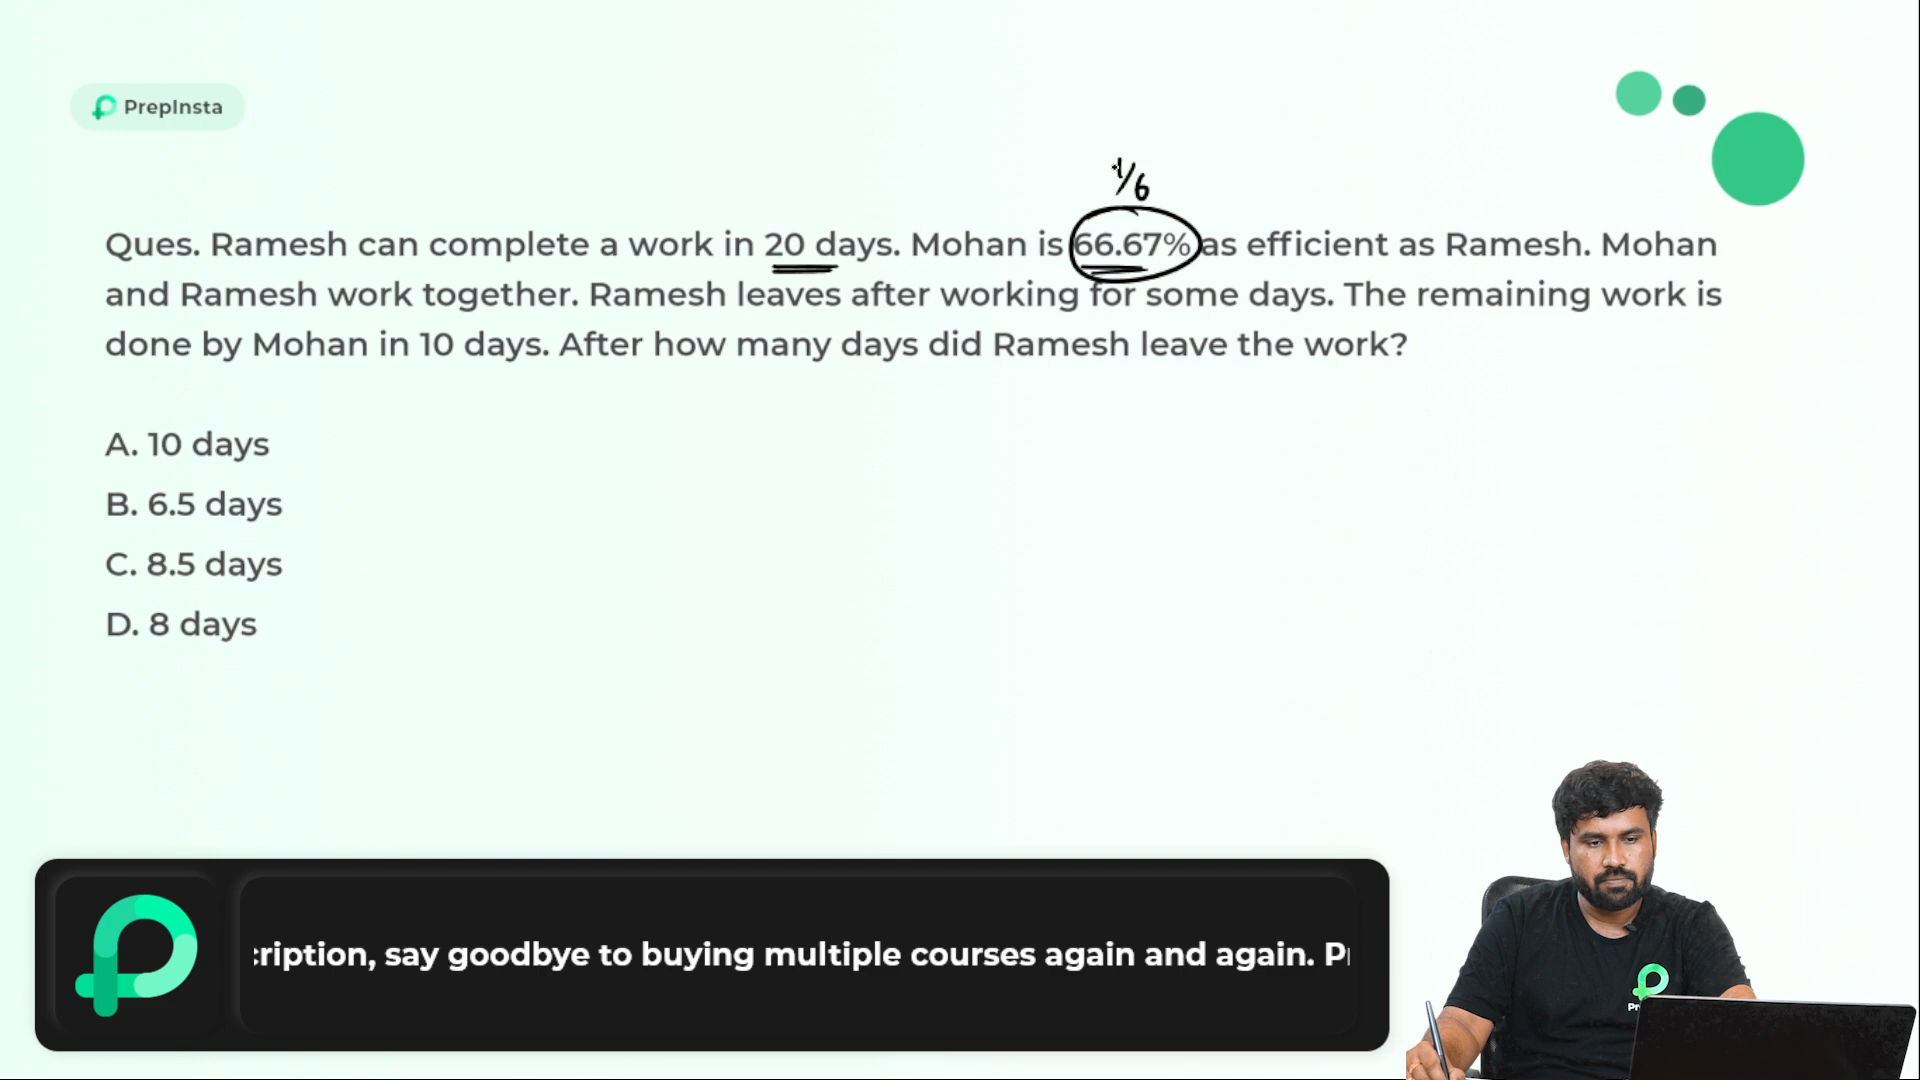 PrepInsta
1/6
Ques. Ramesh can complete a work in 20 days. Mohan is 66.67% as efficient as Ramesh. Mohan
and Ramesh work together. Ramesh leaves after working for some days. The remaining work is
done by Mohan in 10 days. After how many days did Ramesh leave the work?
A. 10 days
B. 6.5 days
C. 8.5 days
D. 8 days
cription, say goodbye to buying multiple courses again and again. P